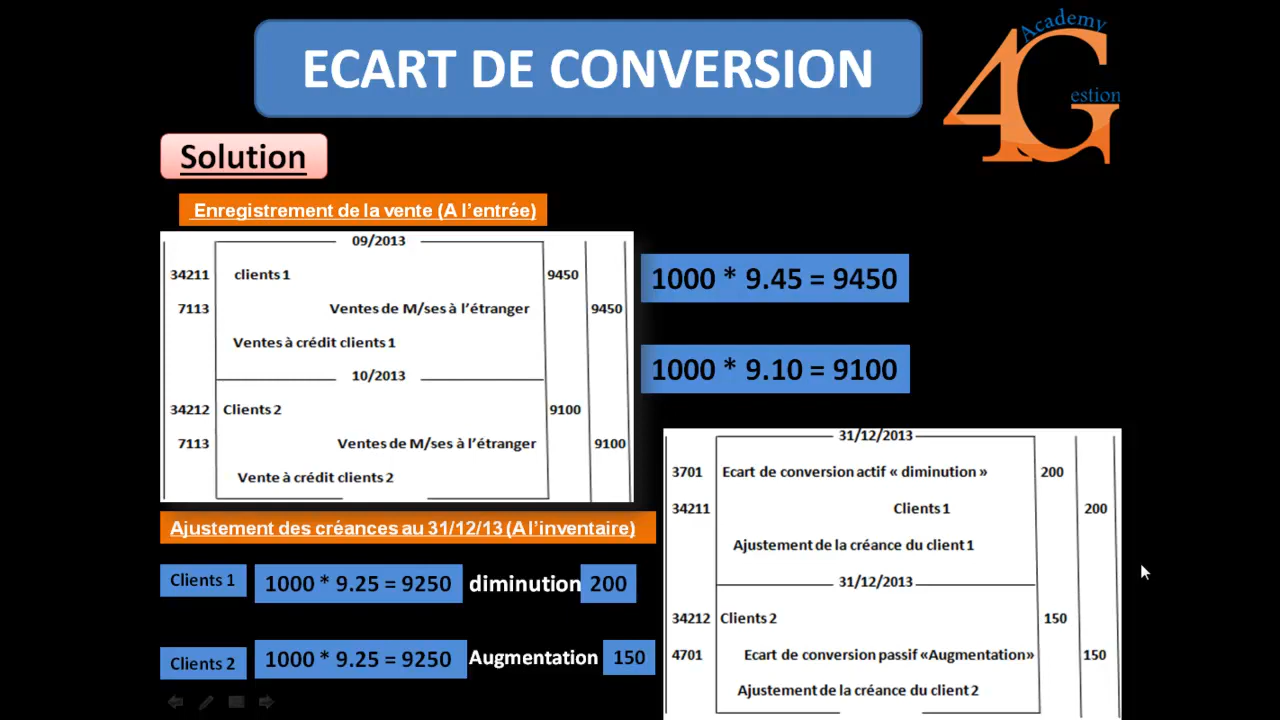 ECART DE CONVERSION
Academy
4G
estion
Solution
Enregistrement de la vente (A l'entrée)
09/2013
34211 clients 1 9450
7113 Ventes de M/ses à l'étranger 9450
Ventes à crédit clients 1
10/2013
34212 Clients 2 9100
7113 Ventes de M/ses à l'étranger 9100
Vente à crédit clients 2
1000 * 9.45 = 9450
1000 * 9.10 = 9100
Ajustement des créances au 31/12/13 (A l'inventaire)
Clients 1 1000 * 9.25 = 9250 diminution 200
Clients 2 1000 * 9.25 = 9250 Augmentation 150
31/12/2013
3701 Ecart de conversion actif « diminution » 200
34211 Clients 1 200
Ajustement de la créance du client 1
31/12/2013
34212 Clients 2 150
4701 Ecart de conversion passif «Augmentation» 150
Ajustement de la créance du client 2